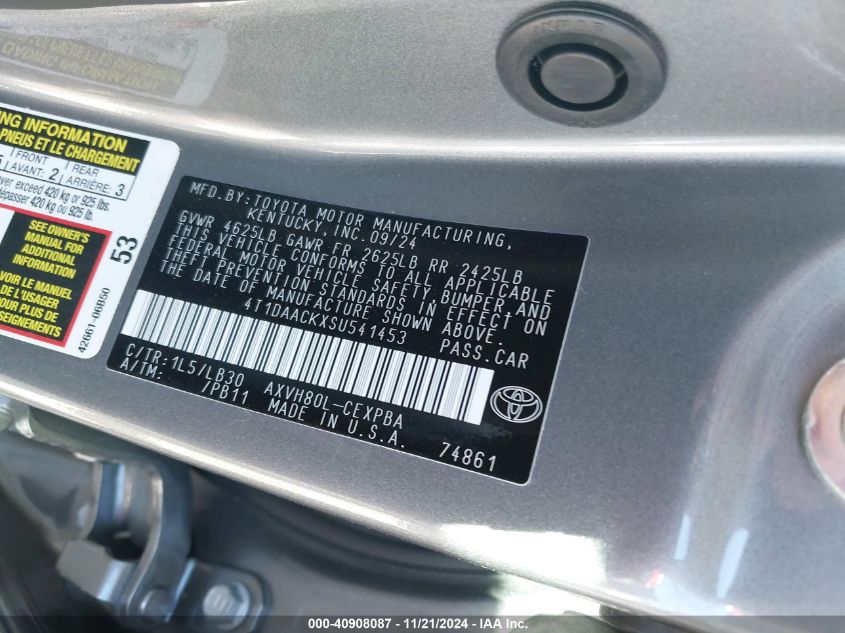 ING INFORMATION
PNEUS ET LE CHARGEMENT
FRONT
AVANT: 2
REAR
ARRIÈRE: 3
ever exceed 420 kg or 925 lbs.
dépasser 420 kg ou 925 lb.
SEE OWNER'S
MANUAL FOR
ADDITIONAL
INFORMATION
VOIR LE MANUEL
DE L'USAGER
POUR PLUS DE
SEIGNEMENTS
53
42661-06B50
MFD. BY: TOYOTA MOTOR MANUFACTURING,
KENTUCKY, INC. 09/24
GVWR 4625LB GAWR FR 2625LB RR 2425LB
THIS VEHICLE CONFORMS TO ALL APPLICABLE
FEDERAL MOTOR VEHICLE SAFETY, BUMPER, AND
THEFT PREVENTION STANDARDS IN EFFECT ON
THE DATE OF MANUFACTURE SHOWN ABOVE.
4T1DAACKXSU541453 PASS. CAR
C/TR: 1L5/LB30 AXVH80L-CEXPBA
A/TM: /PB11 MADE IN U.S.A.
TOYOTA
74861
000-40908087 - 11/21/2024 - IAA Inc.